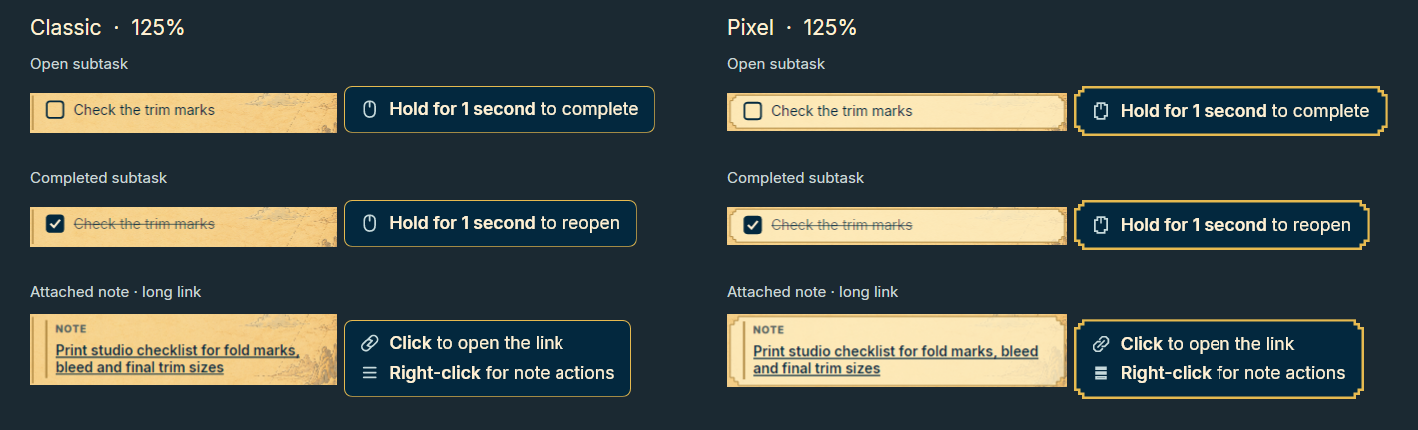 Classic · 125%
Open subtask
Check the trim marks
Hold for 1 second to complete
Completed subtask
Check the trim marks
Hold for 1 second to reopen
Attached note · long link
NOTE
Print studio checklist for fold marks,
bleed and final trim sizes
Click to open the link
Right-click for note actions
Pixel · 125%
Open subtask
Check the trim marks
Hold for 1 second to complete
Completed subtask
Check the trim marks
Hold for 1 second to reopen
Attached note · long link
NOTE
Print studio checklist for fold marks, bleed
and final trim sizes
Click to open the link
Right-click for note actions